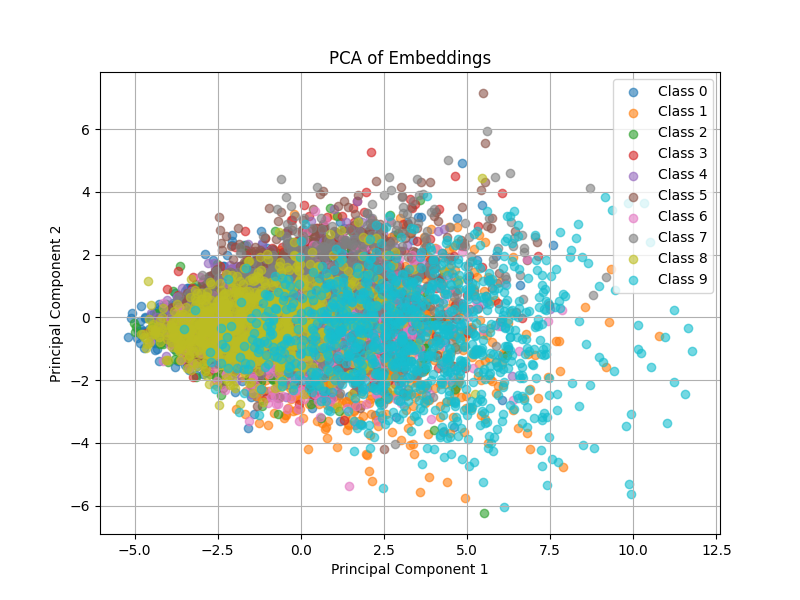 PCA of Embeddings
Class 0
Class 1
Class 2
Class 3
Class 4
Class 5
Class 6
Class 7
Class 8
Class 9
Principal Component 2
6
4
2
0
−2
−4
−6
−5.0 −2.5 0.0 2.5 5.0 7.5 10.0 12.5
Principal Component 1